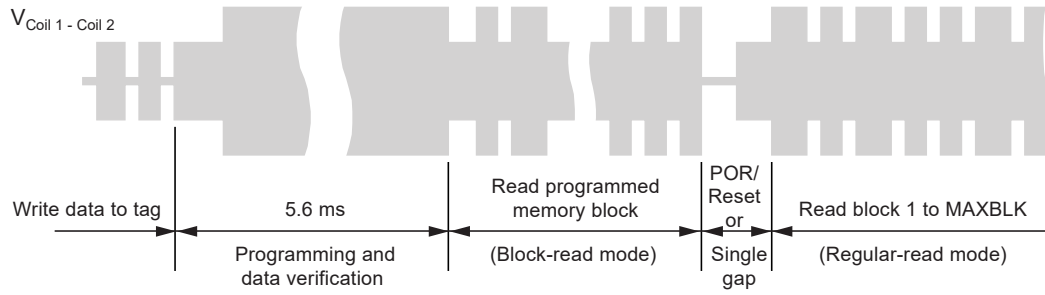 V Coil 1 - Coil 2
Write data to tag
5.6 ms
Programming and
data verification
Read programmed
memory block
(Block-read mode)
POR/
Reset
or
Single
gap
Read block 1 to MAXBLK
(Regular-read mode)